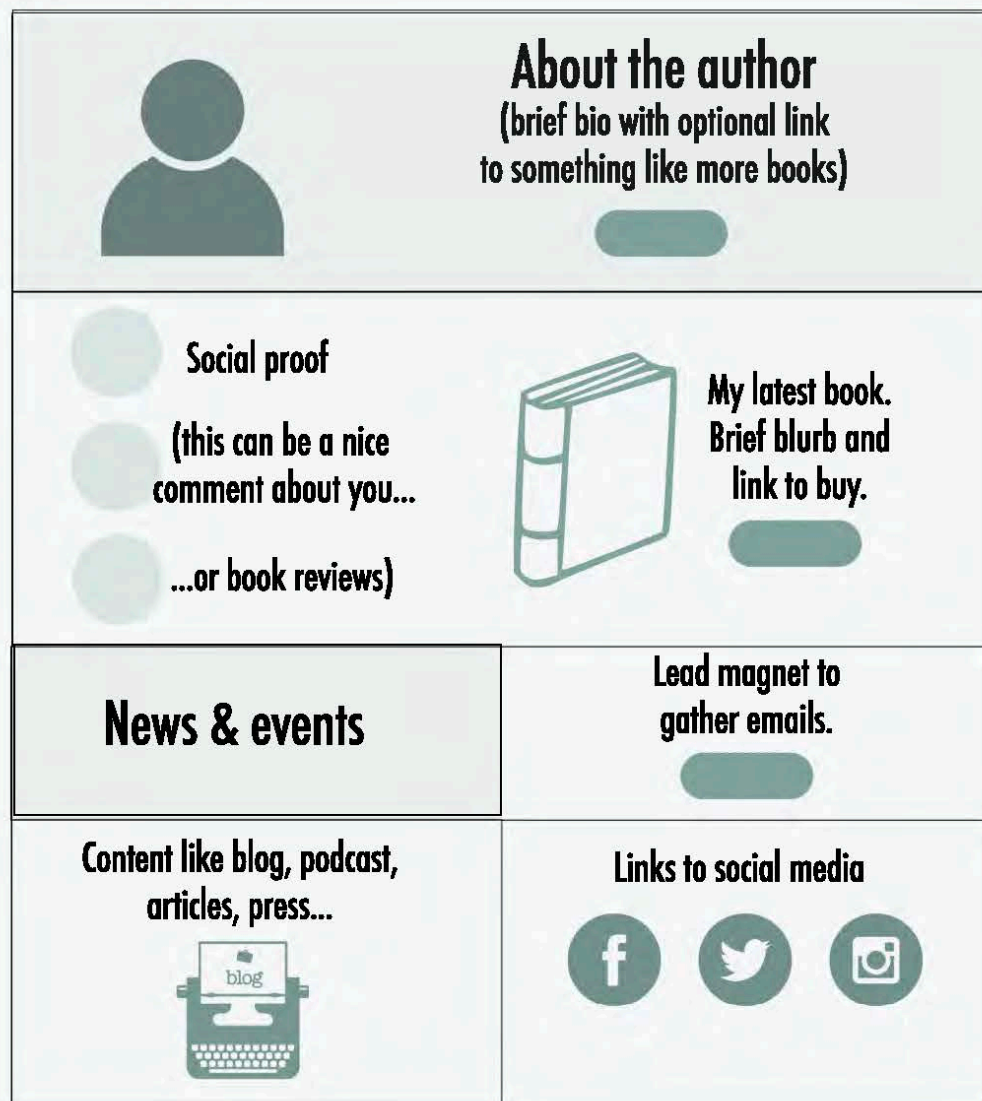 About the author
(brief bio with optional link
to something like more books)
Social proof
(this can be a nice
comment about you...
...or book reviews)
My latest book.
Brief blurb and
link to buy.
News & events
Lead magnet to
gather emails.
Content like blog, podcast,
articles, press...
blog
Links to social media